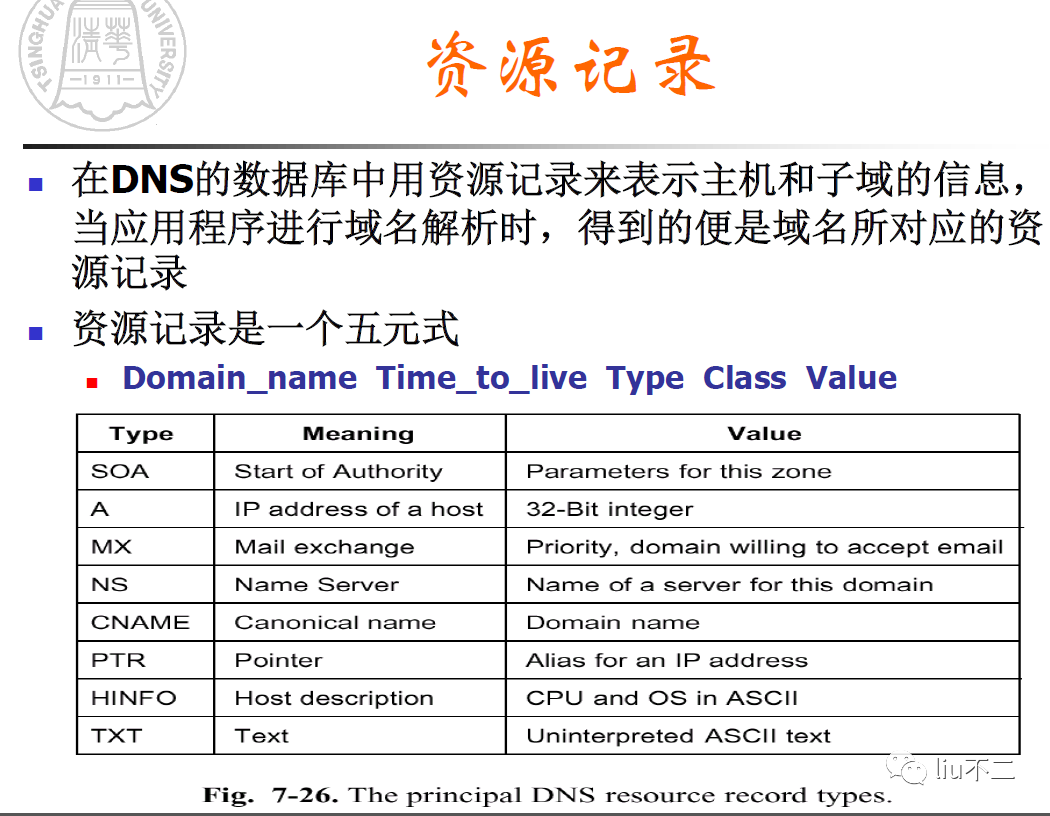 TSINGHUA UNIVERSITY
清华
1911
资源记录
在DNS的数据库中用资源记录来表示主机和子域的信息，
当应用程序进行域名解析时，得到的便是域名所对应的资
源记录
资源记录是一个五元式
Domain_name Time_to_live Type Class Value
Type Meaning Value
SOA Start of Authority Parameters for this zone
A IP address of a host 32-Bit integer
MX Mail exchange Priority, domain willing to accept email
NS Name Server Name of a server for this domain
CNAME Canonical name Domain name
PTR Pointer Alias for an IP address
HINFO Host description CPU and OS in ASCII
TXT Text Uninterpreted ASCII text
liu不二
Fig. 7-26. The principal DNS resource record types.